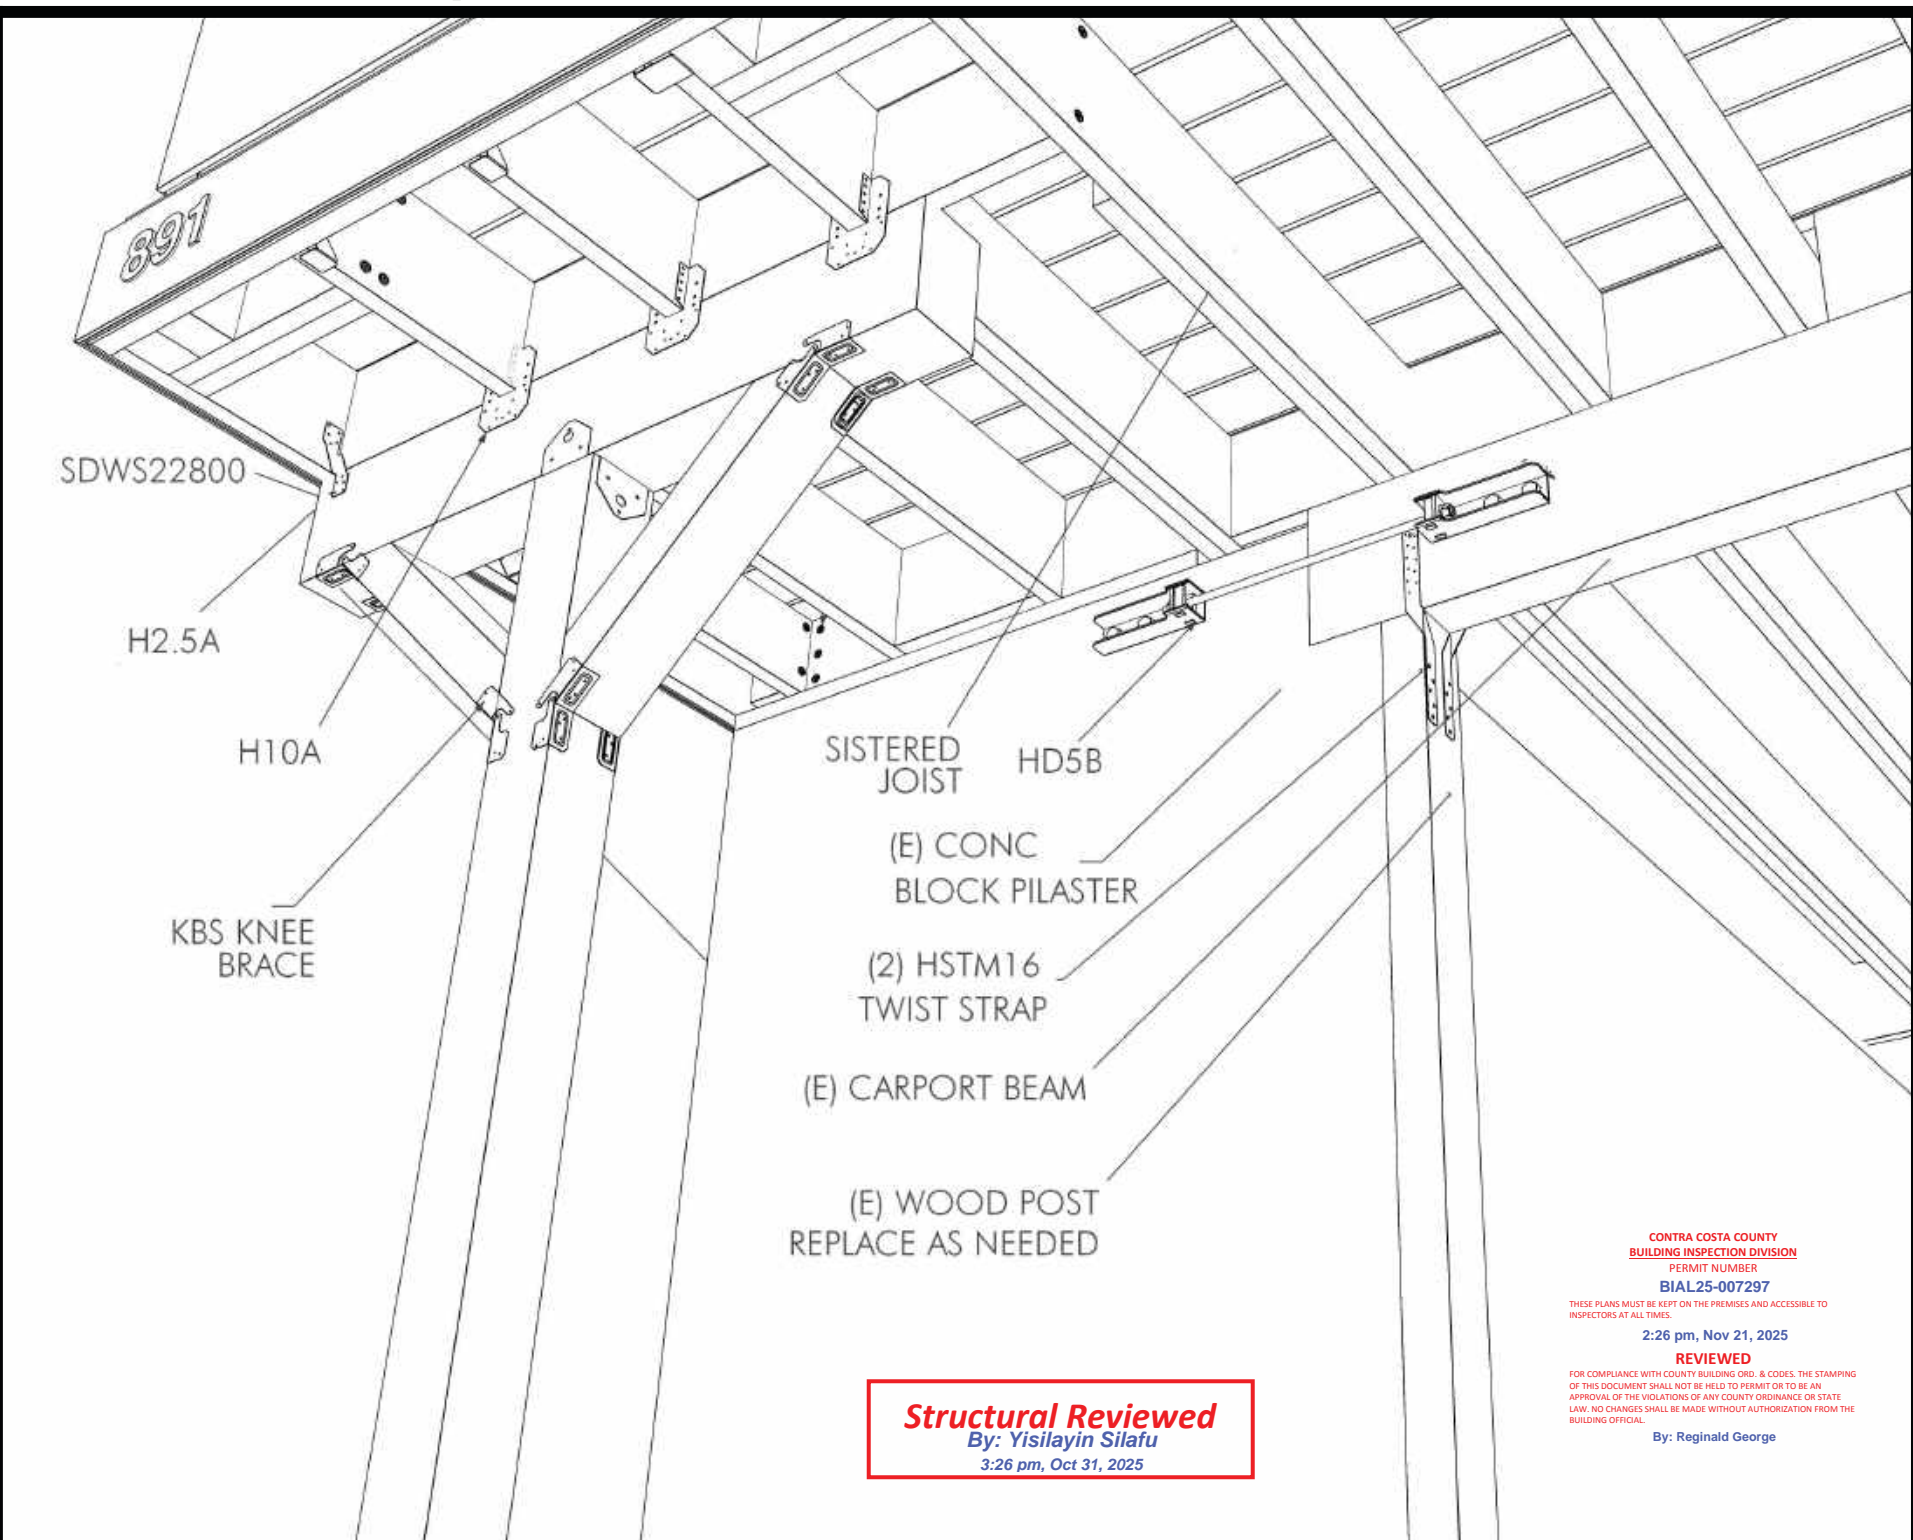 891
SDWS22800
H2.5A
H10A
KBS KNEE
BRACE
SISTERED
JOIST
HD5B
(E) CONC
BLOCK PILASTER
(2) HSTM16
TWIST STRAP
(E) CARPORT BEAM
(E) WOOD POST
REPLACE AS NEEDED
Structural Reviewed
By: Yisilayin Silafu
3:26 pm, Oct 31, 2025
CONTRA COSTA COUNTY
BUILDING INSPECTION DIVISION
PERMIT NUMBER
BIAL25-007297
THESE PLANS MUST BE KEPT ON THE PREMISES AND ACCESSIBLE TO
INSPECTORS AT ALL TIMES.
2:26 pm, Nov 21, 2025
REVIEWED
FOR COMPLIANCE WITH COUNTY BUILDING ORD. & CODES. THE STAMPING
OF THIS DOCUMENT SHALL NOT BE HELD TO PERMIT OR TO BE AN
APPROVAL OF THE VIOLATIONS OF ANY COUNTY ORDINANCE OR STATE
LAW. NO CHANGES SHALL BE MADE WITHOUT AUTHORIZATION FROM THE
BUILDING OFFICIAL.
By: Reginald George